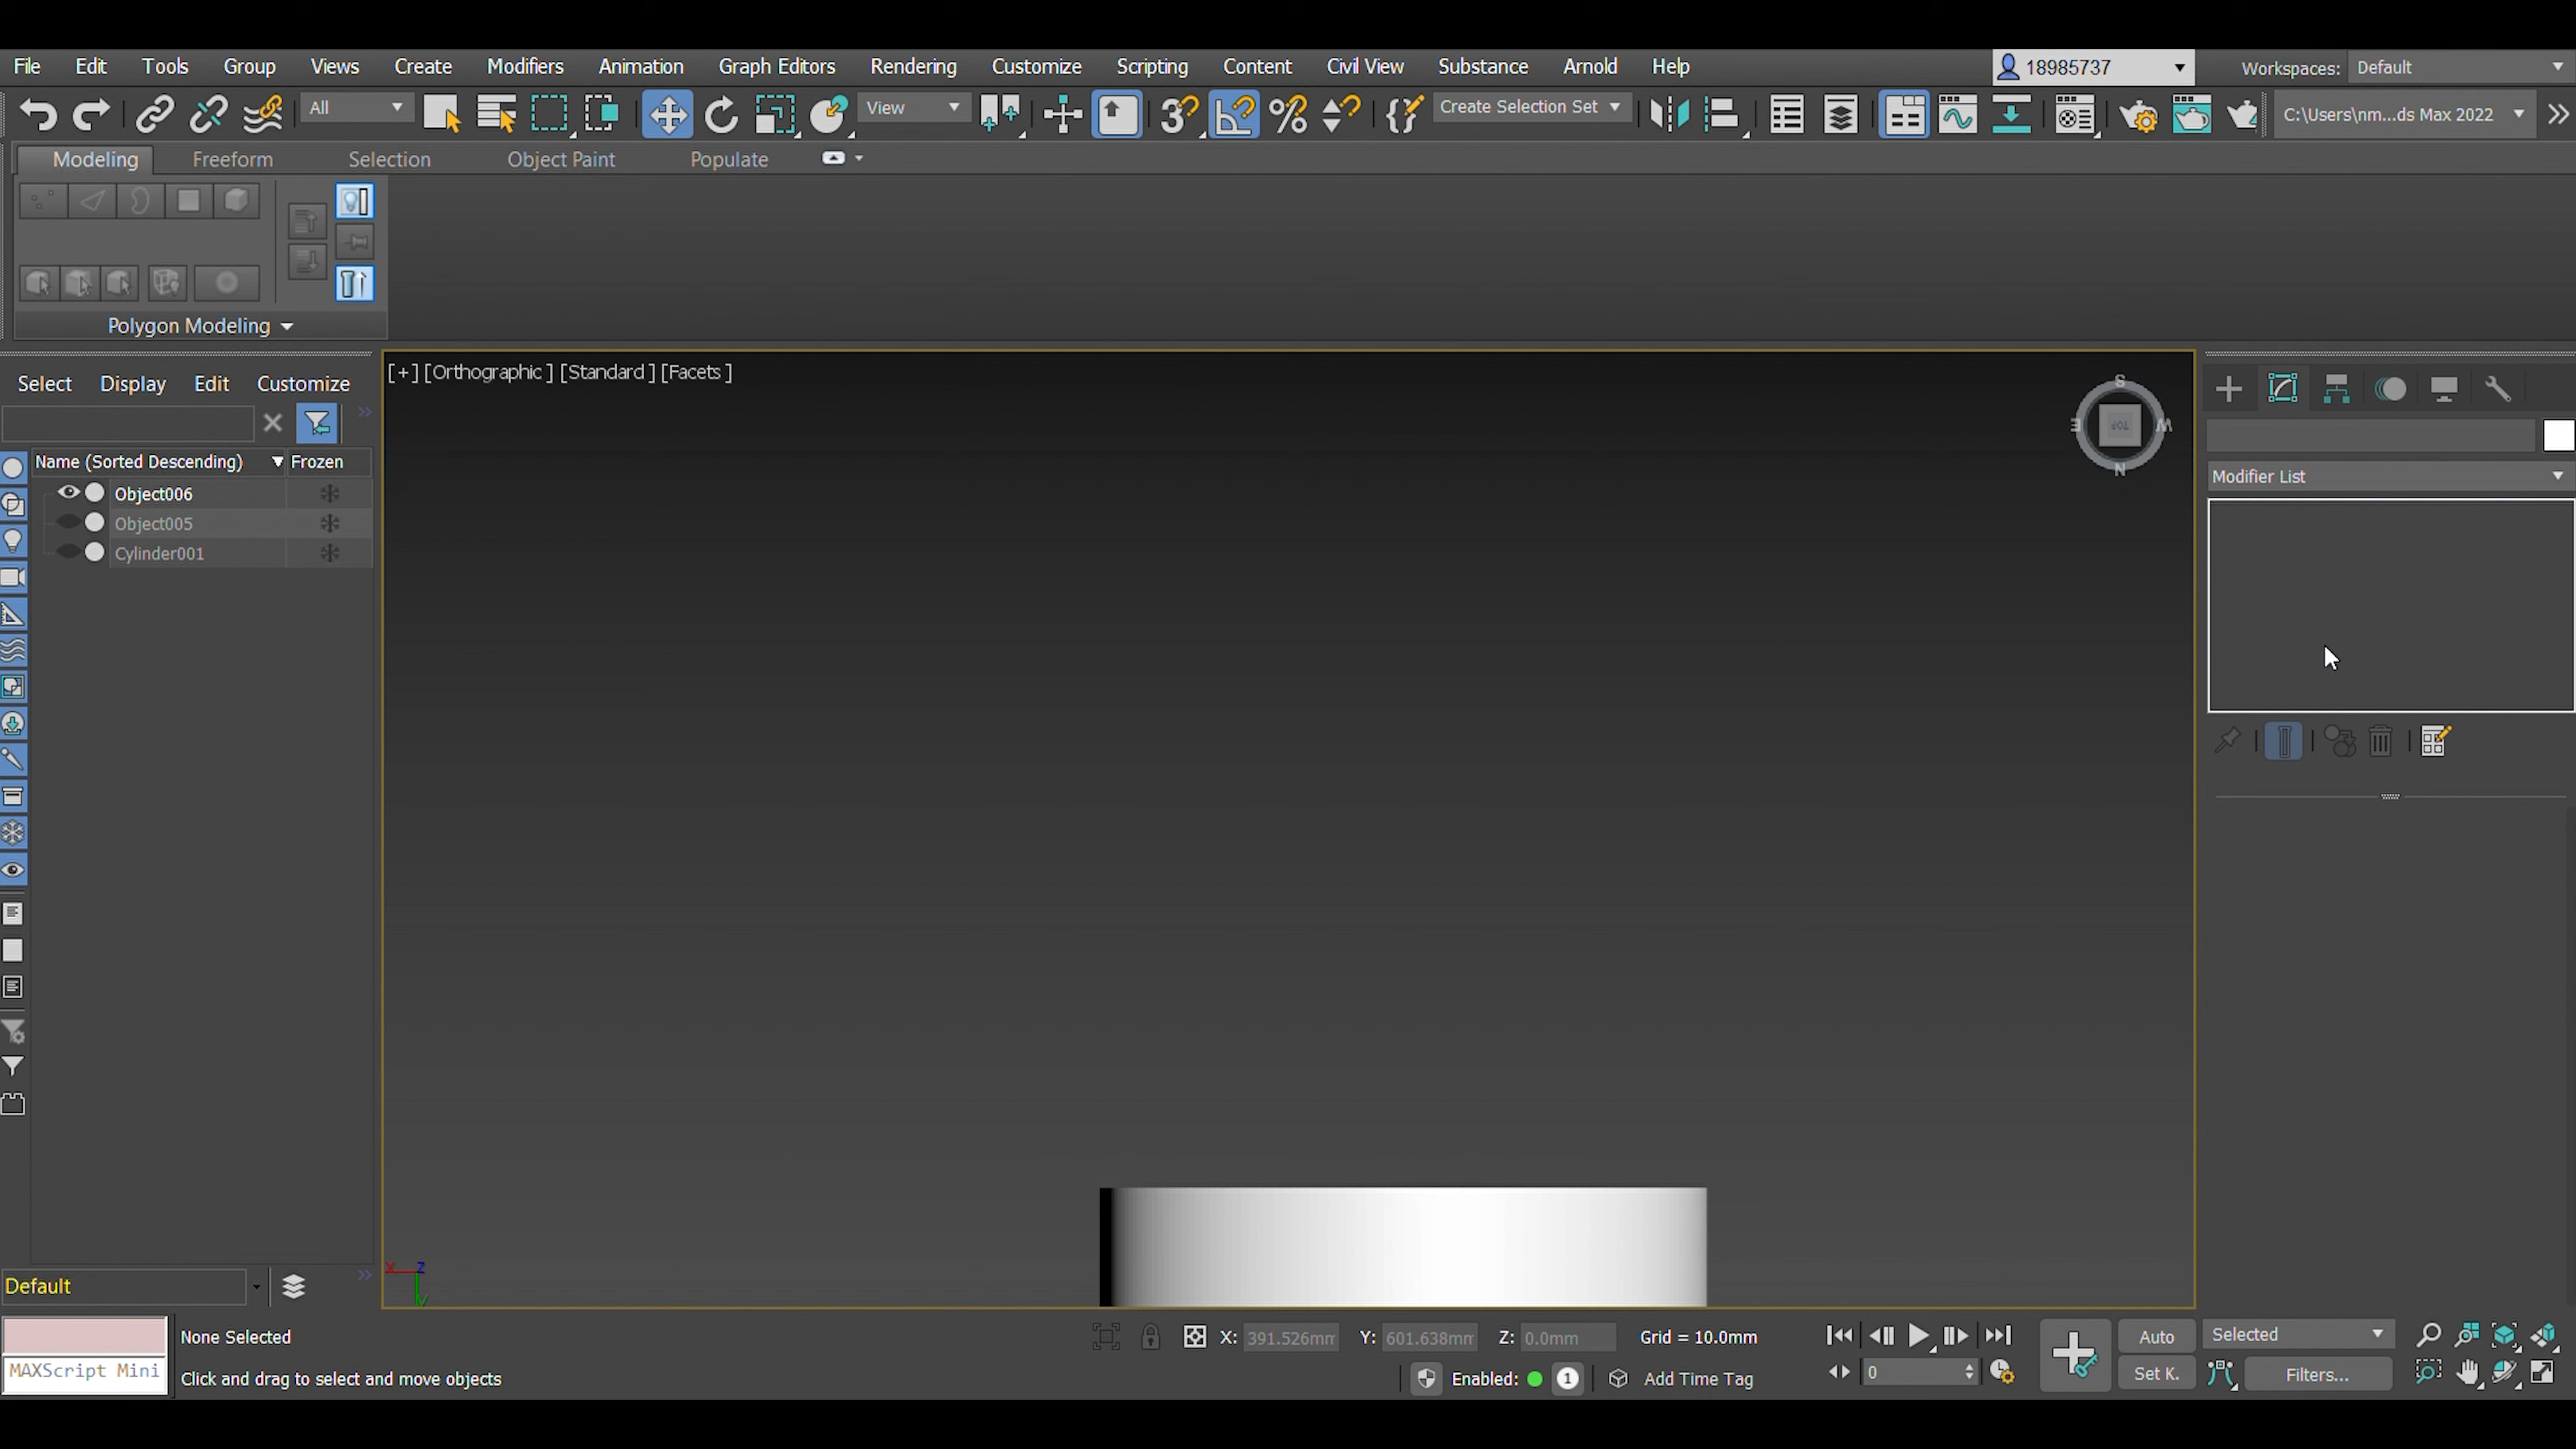 File Edit Tools Group Views Create Modifiers Animation Graph Editors Rendering Customize Scripting Content Civil View Substance Arnold Help 18985737 Workspaces: Default
All View Create Selection Set C:\Users\nm...ds Max 2022
Modeling Freeform Selection Object Paint Populate
Polygon Modeling
Select Display Edit Customize
[+] [Orthographic ] [Standard ] [Facets ]
S
E TOP W
N
Name (Sorted Descending) Frozen
Modifier List
Object006
Object005
Cylinder001
X Z
Y
Default
None Selected X: 391.526mm Y: 601.638mm Z: 0.0mm Grid = 10.0mm Auto Selected
MAXScript Mini Click and drag to select and move objects Enabled: 1 Add Time Tag 0 Set K. Filters...